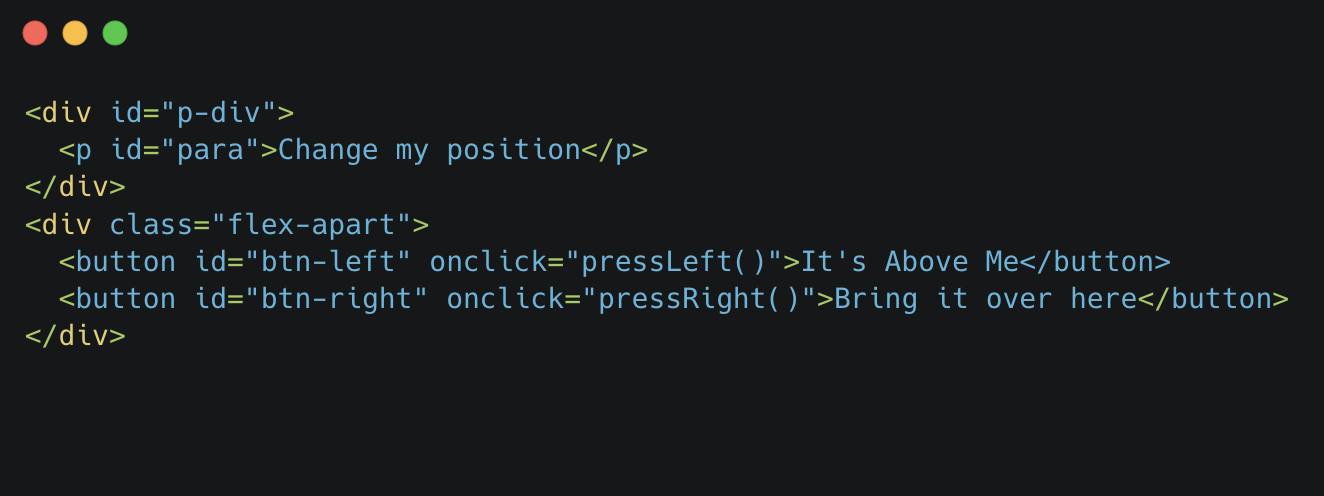 <div id="p-div">
  <p id="para">Change my position</p>
</div>
<div class="flex-apart">
  <button id="btn-left" onclick="pressLeft()">It's Above Me</button>
  <button id="btn-right" onclick="pressRight()">Bring it over here</button>
</div>